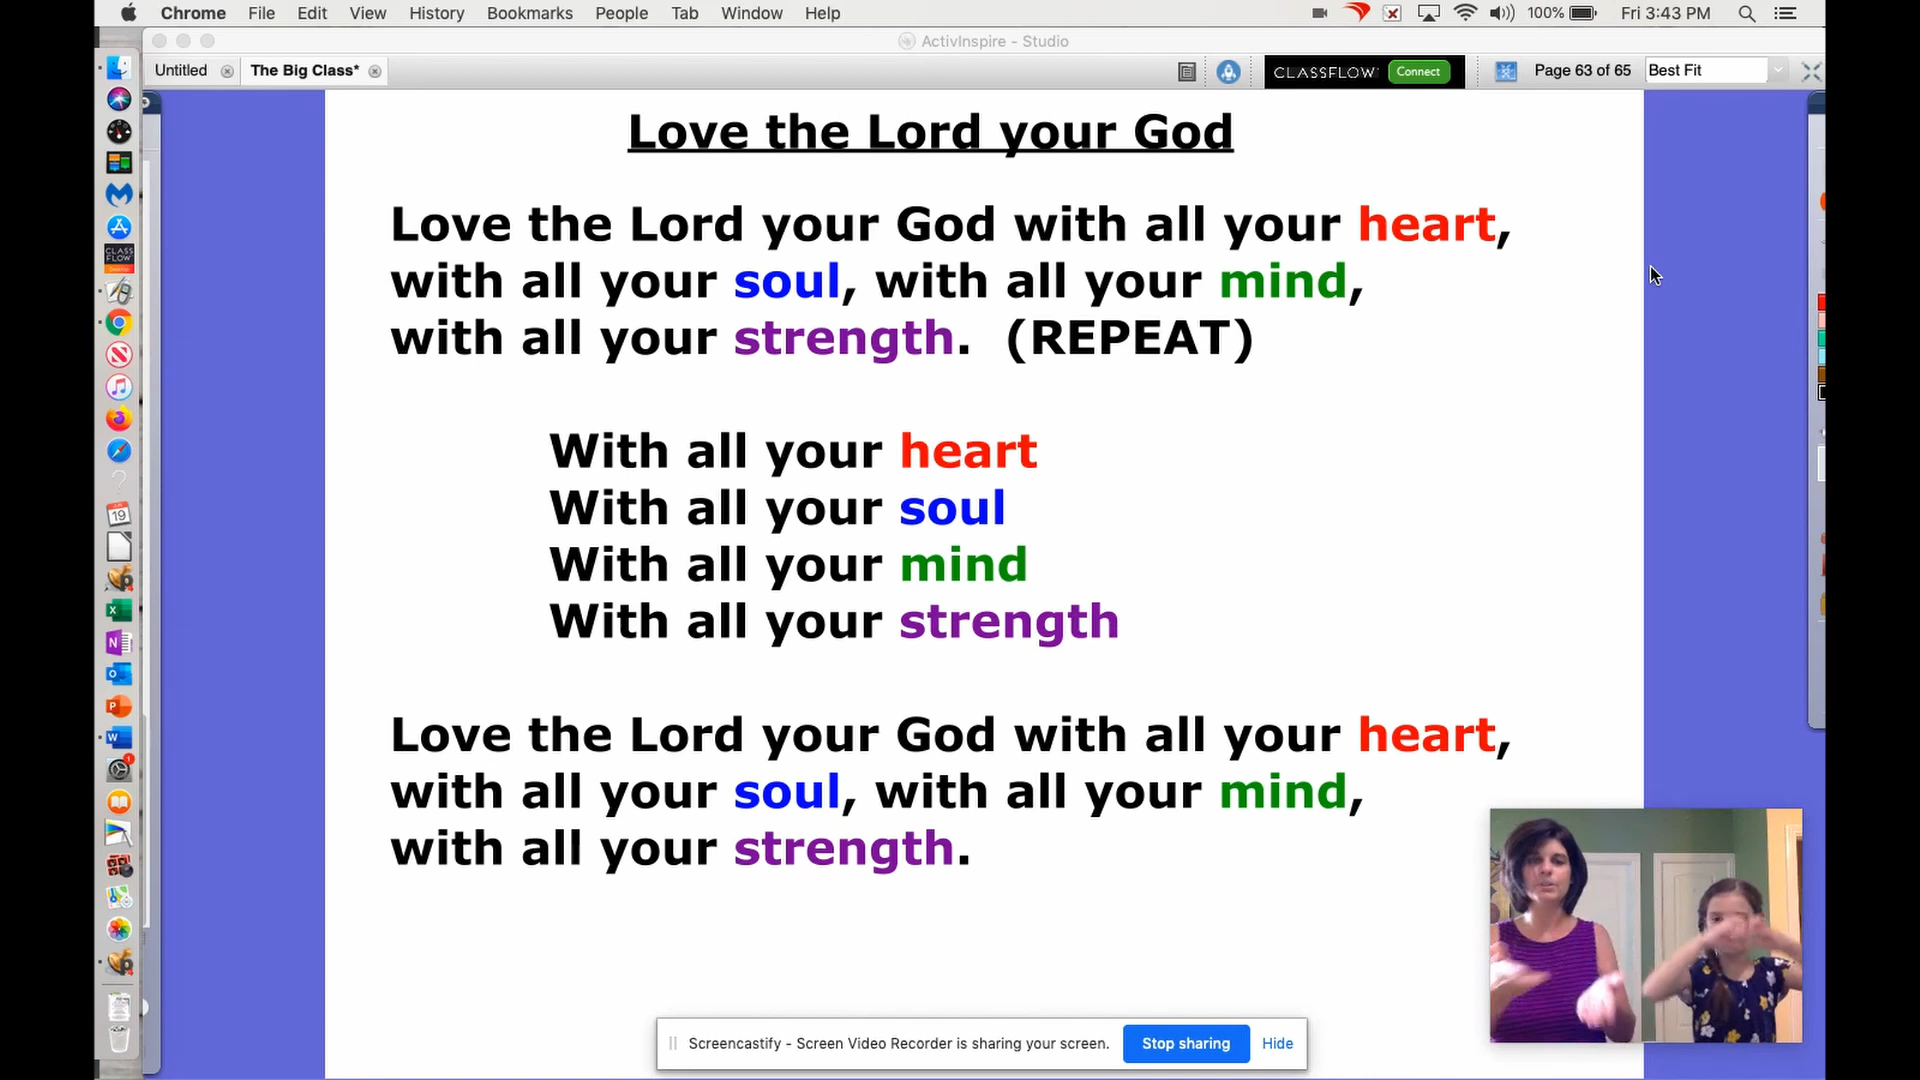 Chrome File Edit View History Bookmarks People Tab Window Help 100% Fri 3:43 PM
ActivInspire - Studio
Untitled The Big Class* CLASSFLOW Connect Page 63 of 65 Best Fit
Love the Lord your God
Love the Lord your God with all your heart,
with all your soul, with all your mind,
with all your strength. (REPEAT)
With all your heart
With all your soul
With all your mind
With all your strength
Love the Lord your God with all your heart,
with all your soul, with all your mind,
with all your strength.
CLASS
FLOW
19
Screencastify - Screen Video Recorder is sharing your screen. Stop sharing Hide